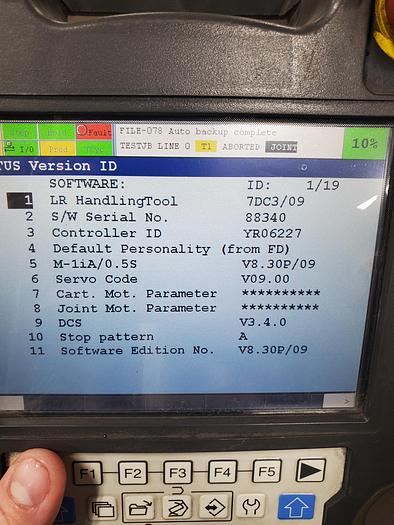 Step Hold Fault FILE-078 Auto backup complete
I/O Prod TCyc TESTJB LINE 0 T1 ABORTED JOINT 10%
TUS Version ID
SOFTWARE: ID: 1/19
1 LR HandlingTool 7DC3/09
2 S/W Serial No. 88340
3 Controller ID YR06227
4 Default Personality (from FD)
5 M-1iA/0.5S V8.30P/09
6 Servo Code V09.00
7 Cart. Mot. Parameter **********
8 Joint Mot. Parameter **********
9 DCS V3.4.0
10 Stop pattern A
11 Software Edition No. V8.30P/09
>
F1 F2 F3 F4 F5